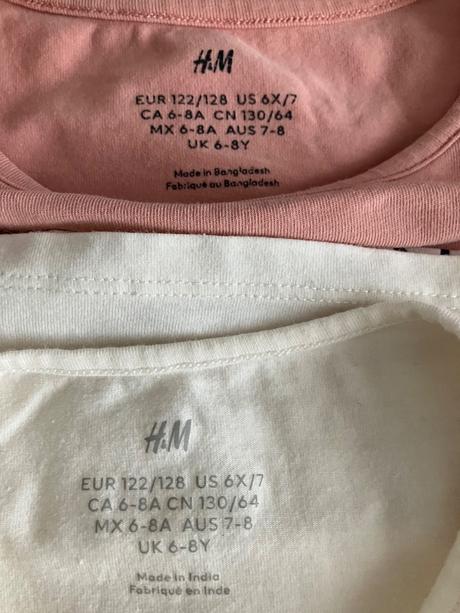 H&M
EUR 122/128 US 6X/7
CA 6-8A CN 130/64
MX 6-8A AUS 7-8
UK 6-8Y
Made in Bangladesh
Fabriqué au Bangladesh
H&M
EUR 122/128 US 6X/7
CA 6-8A CN 130/64
MX 6-8A AUS 7-8
UK 6-8Y
Made in India
Fabriqué en Inde